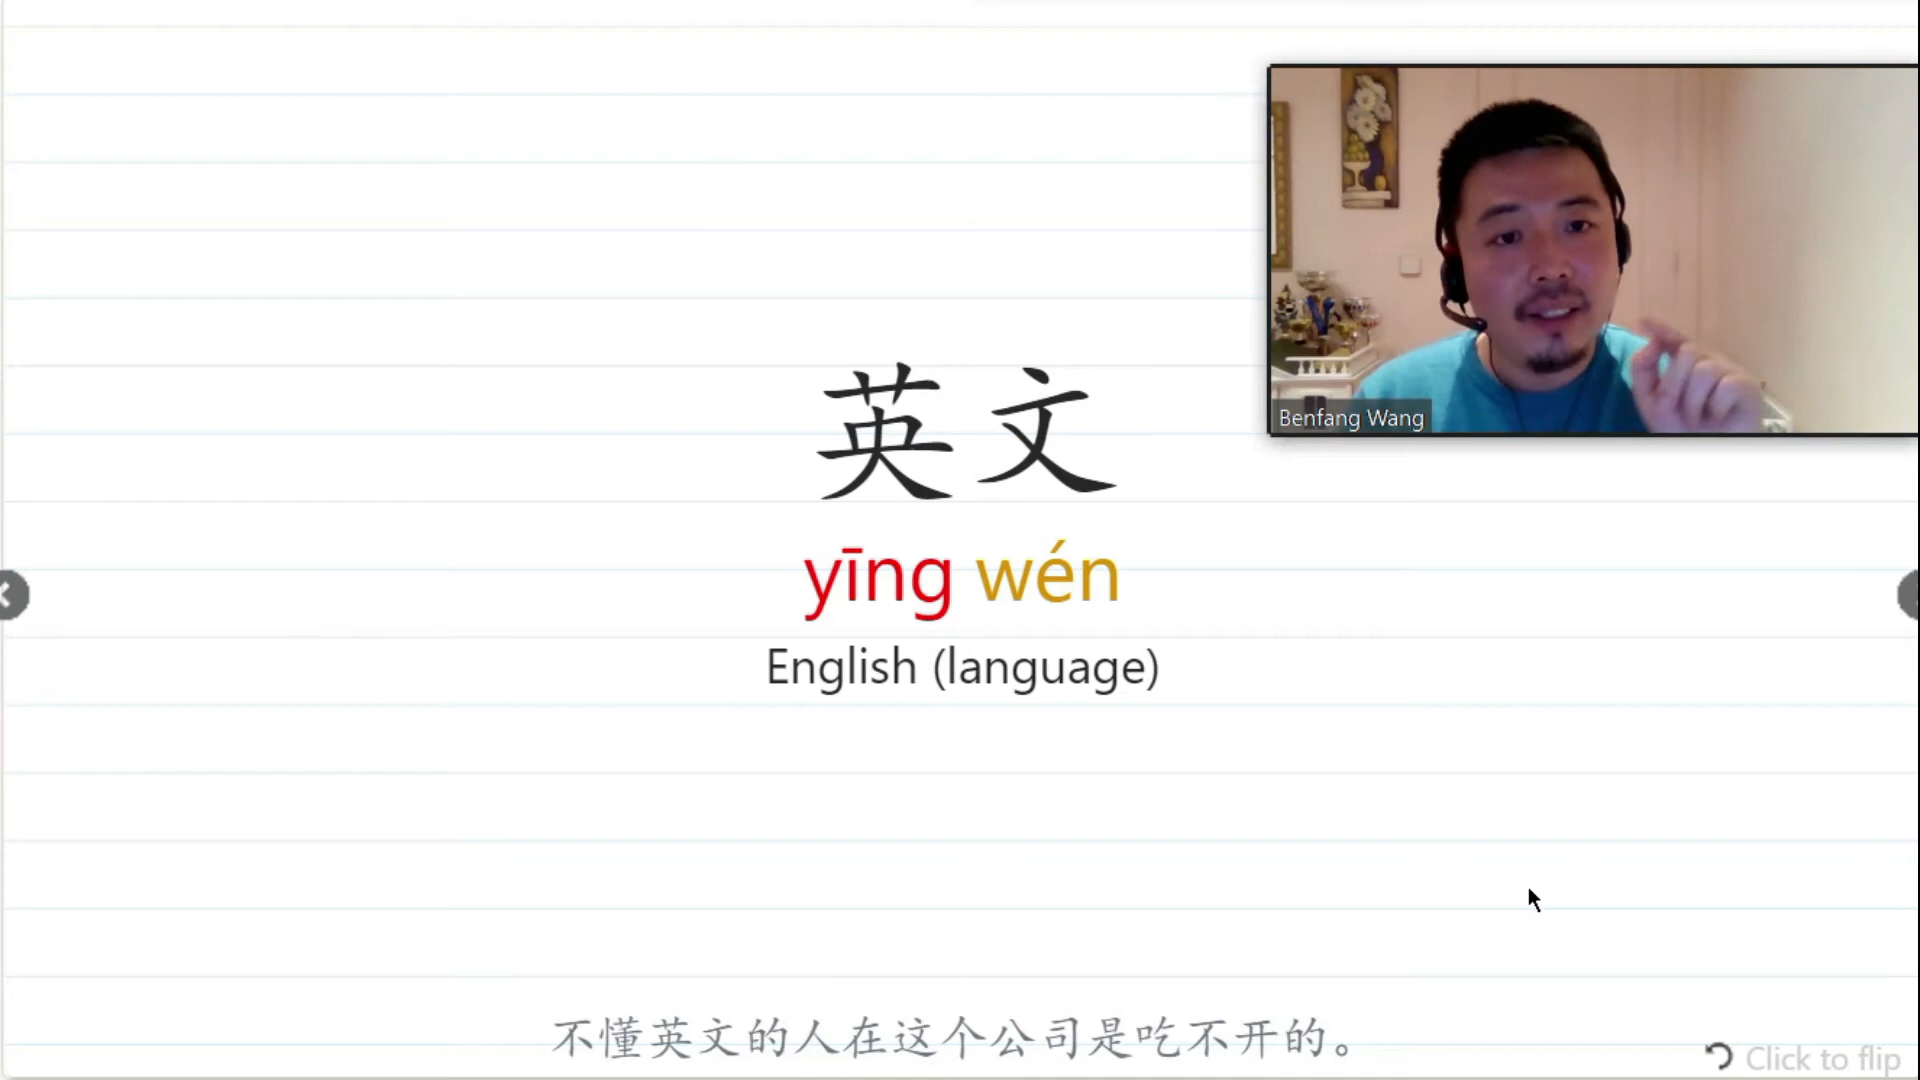 Benfang Wang
英文
yīng wén
English (language)
不懂英文的人在这个公司是吃不开的。
Click to flip